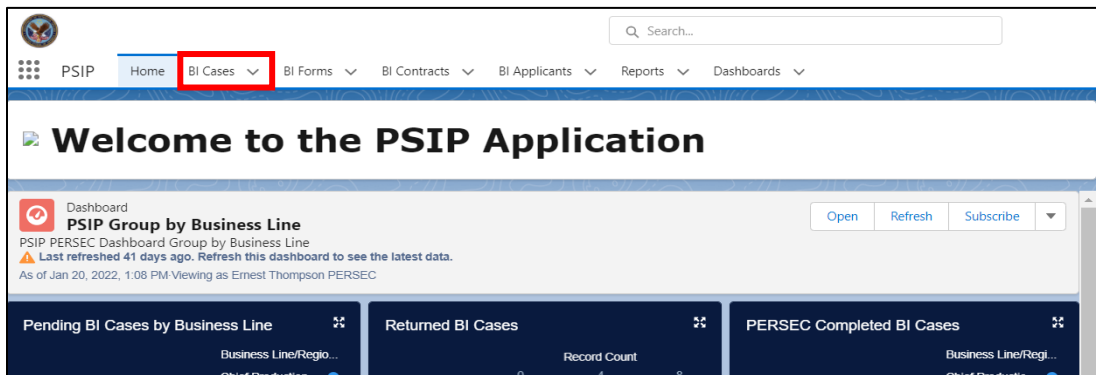 Search...
PSIP Home BI Cases BI Forms BI Contracts BI Applicants Reports Dashboards
Welcome to the PSIP Application
Dashboard
PSIP Group by Business Line
PSIP PERSEC Dashboard Group by Business Line
Last refreshed 41 days ago. Refresh this dashboard to see the latest data.
As of Jan 20, 2022, 1:08 PM·Viewing as Ernest Thompson PERSEC
Open Refresh Subscribe
Pending BI Cases by Business Line
Business Line/Regio...
Returned BI Cases
Record Count
PERSEC Completed BI Cases
Business Line/Regi...